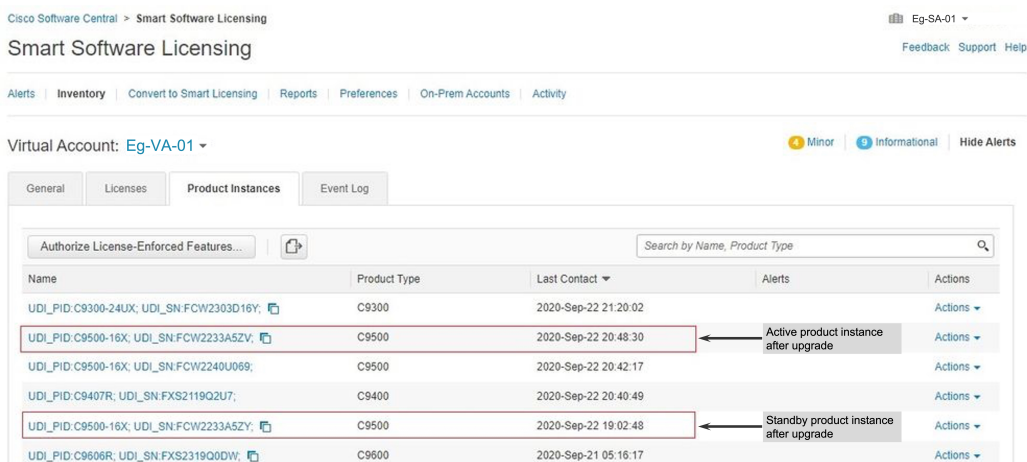 Cisco Software Central > Smart Software Licensing
Eg-SA-01
Smart Software Licensing
Feedback Support Help
Alerts Inventory Convert to Smart Licensing Reports Preferences On-Prem Accounts Activity
Virtual Account: Eg-VA-01
4 Minor 9 Informational Hide Alerts
General Licenses Product Instances Event Log
Authorize License-Enforced Features...
Search by Name, Product Type
Name Product Type Last Contact Alerts Actions
UDI_PID:C9300-24UX; UDI_SN:FCW2303D16Y; C9300 2020-Sep-22 21:20:02 Actions
UDI_PID:C9500-16X; UDI_SN:FCW2233A5ZV; C9500 2020-Sep-22 20:48:30 Actions
Active product instance
after upgrade
UDI_PID:C9500-16X; UDI_SN:FCW2240U069; C9500 2020-Sep-22 20:42:17 Actions
UDI_PID:C9407R; UDI_SN:FXS2119Q2U7; C9400 2020-Sep-22 20:40:49 Actions
UDI_PID:C9500-16X; UDI_SN:FCW2233A5ZY; C9500 2020-Sep-22 19:02:48 Actions
Standby product instance
after upgrade
UDI_PID:C9606R; UDI_SN:FXS2319Q0DW; C9600 2020-Sep-21 05:16:17 Actions